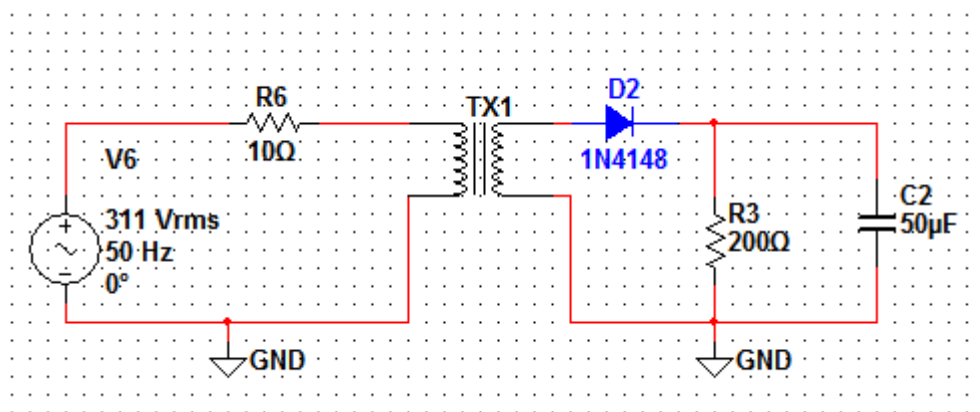 R6
10Ω
TX1
D2
1N4148
V6
311 Vrms
50 Hz
0°
R3
200Ω
C2
50µF
GND
GND